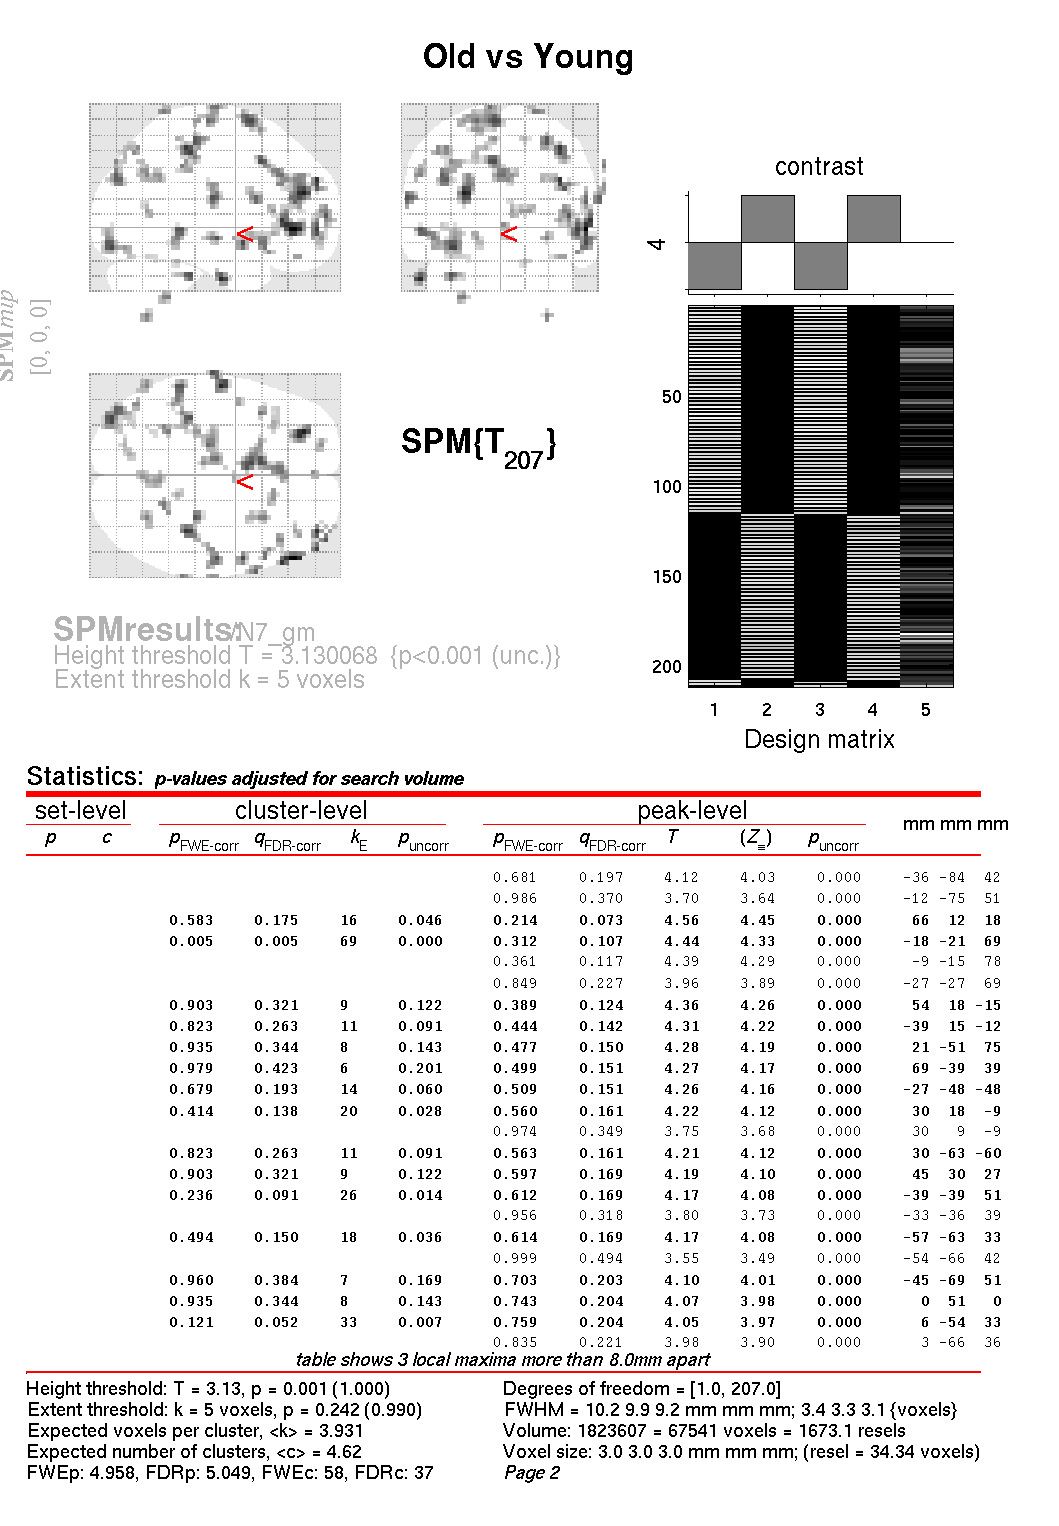 Old vs Young
contrast
4
SPMmip
[0, 0, 0]
<
<
<
SPM{T207}
50
100
150
200
1 2 3 4 5
Design matrix
SPMresults: N7_gm
Height threshold T = 3.130068 {p<0.001 (unc.)}
Extent threshold k = 5 voxels
Statistics: p-values adjusted for search volume
set-level cluster-level peak-level
mm mm mm
p c pFWE-corr qFDR-corr kE puncorr pFWE-corr qFDR-corr T (Z≡) puncorr
0.681 0.197 4.12 4.03 0.000 -36 -84 42
0.986 0.370 3.70 3.64 0.000 -12 -75 51
0.583 0.175 16 0.046 0.214 0.073 4.56 4.45 0.000 66 12 18
0.005 0.005 69 0.000 0.312 0.107 4.44 4.33 0.000 -18 -21 69
0.361 0.117 4.39 4.29 0.000 -9 -15 78
0.849 0.227 3.96 3.89 0.000 -27 -27 69
0.903 0.321 9 0.122 0.389 0.124 4.36 4.26 0.000 54 18 -15
0.823 0.263 11 0.091 0.444 0.142 4.31 4.22 0.000 -39 15 -12
0.935 0.344 8 0.143 0.477 0.150 4.28 4.19 0.000 21 -51 75
0.979 0.423 6 0.201 0.499 0.151 4.27 4.17 0.000 69 -39 39
0.679 0.193 14 0.060 0.509 0.151 4.26 4.16 0.000 -27 -48 -48
0.414 0.138 20 0.028 0.560 0.161 4.22 4.12 0.000 30 18 -9
0.974 0.349 3.75 3.68 0.000 30 9 -9
0.823 0.263 11 0.091 0.563 0.161 4.21 4.12 0.000 30 -63 -60
0.903 0.321 9 0.122 0.597 0.169 4.19 4.10 0.000 45 30 27
0.236 0.091 26 0.014 0.612 0.169 4.17 4.08 0.000 -39 -39 51
0.956 0.318 3.80 3.73 0.000 -33 -36 39
0.494 0.150 18 0.036 0.614 0.169 4.17 4.08 0.000 -57 -63 33
0.999 0.494 3.55 3.49 0.000 -54 -66 42
0.960 0.384 7 0.169 0.703 0.203 4.10 4.01 0.000 -45 -69 51
0.935 0.344 8 0.143 0.743 0.204 4.07 3.98 0.000 0 51 0
0.121 0.052 33 0.007 0.759 0.204 4.05 3.97 0.000 6 -54 33
0.835 0.221 3.98 3.90 0.000 3 -66 36
table shows 3 local maxima more than 8.0mm apart
Height threshold: T = 3.13, p = 0.001 (1.000)
Extent threshold: k = 5 voxels, p = 0.242 (0.990)
Expected voxels per cluster, <k> = 3.931
Expected number of clusters, <c> = 4.62
FWEp: 4.958, FDRp: 5.049, FWEc: 58, FDRc: 37
Degrees of freedom = [1.0, 207.0]
FWHM = 10.2 9.9 9.2 mm mm mm; 3.4 3.3 3.1 {voxels}
Volume: 1823607 = 67541 voxels = 1673.1 resels
Voxel size: 3.0 3.0 3.0 mm mm mm; (resel = 34.34 voxels)
Page 2